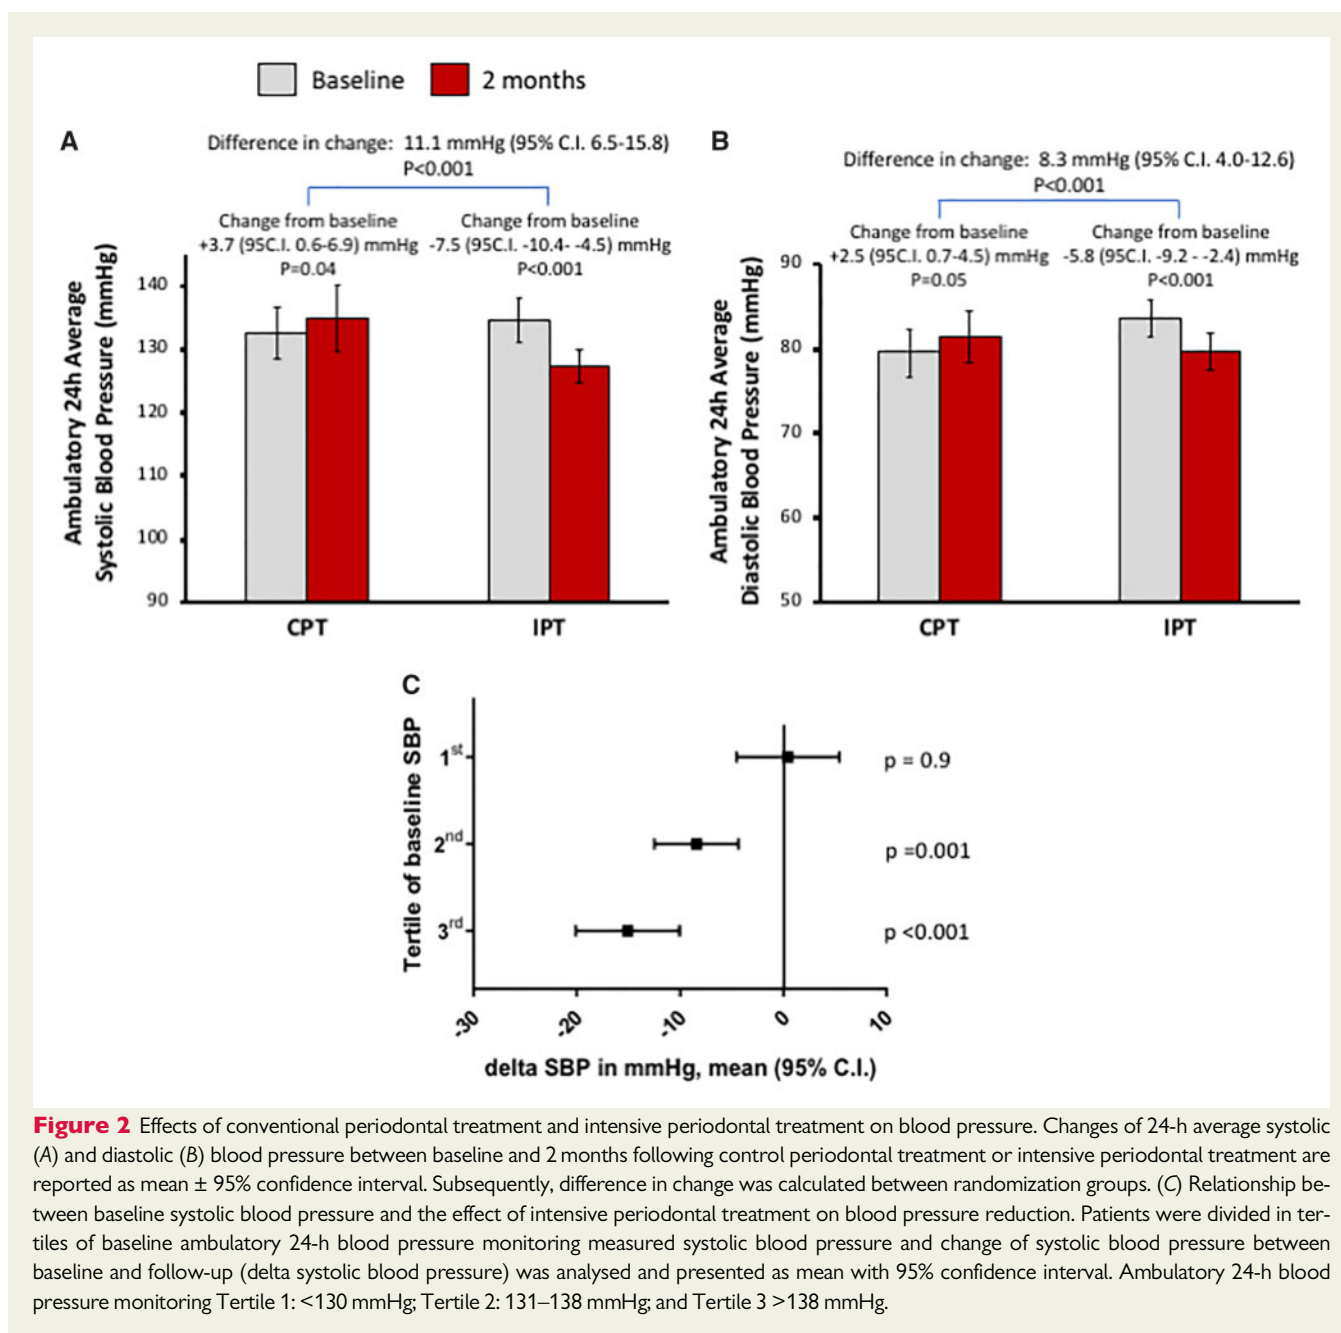 Baseline 2 months
A
Difference in change: 11.1 mmHg (95% C.I. 6.5-15.8)
P<0.001
Change from baseline
+3.7 (95C.I. 0.6-6.9) mmHg
P=0.04
Change from baseline
-7.5 (95C.I. -10.4- -4.5) mmHg
P<0.001
Ambulatory 24h Average
Systolic Blood Pressure (mmHg)
140
130
120
110
100
90
CPT IPT
B
Difference in change: 8.3 mmHg (95% C.I. 4.0-12.6)
P<0.001
Change from baseline
+2.5 (95C.I. 0.7-4.5) mmHg
P=0.05
Change from baseline
-5.8 (95C.I. -9.2 - -2.4) mmHg
P<0.001
Ambulatory 24h Average
Diastolic Blood Pressure (mmHg)
90
80
70
60
50
CPT IPT
C
Tertile of baseline SBP
1st p = 0.9
2nd p =0.001
3rd p <0.001
-30 -20 -10 0 10
delta SBP in mmHg, mean (95% C.I.)
Figure 2 Effects of conventional periodontal treatment and intensive periodontal treatment on blood pressure. Changes of 24-h average systolic
(A) and diastolic (B) blood pressure between baseline and 2 months following control periodontal treatment or intensive periodontal treatment are
reported as mean ± 95% confidence interval. Subsequently, difference in change was calculated between randomization groups. (C) Relationship be-
tween baseline systolic blood pressure and the effect of intensive periodontal treatment on blood pressure reduction. Patients were divided in ter-
tiles of baseline ambulatory 24-h blood pressure monitoring measured systolic blood pressure and change of systolic blood pressure between
baseline and follow-up (delta systolic blood pressure) was analysed and presented as mean with 95% confidence interval. Ambulatory 24-h blood
pressure monitoring Tertile 1: <130 mmHg; Tertile 2: 131–138 mmHg; and Tertile 3 >138 mmHg.